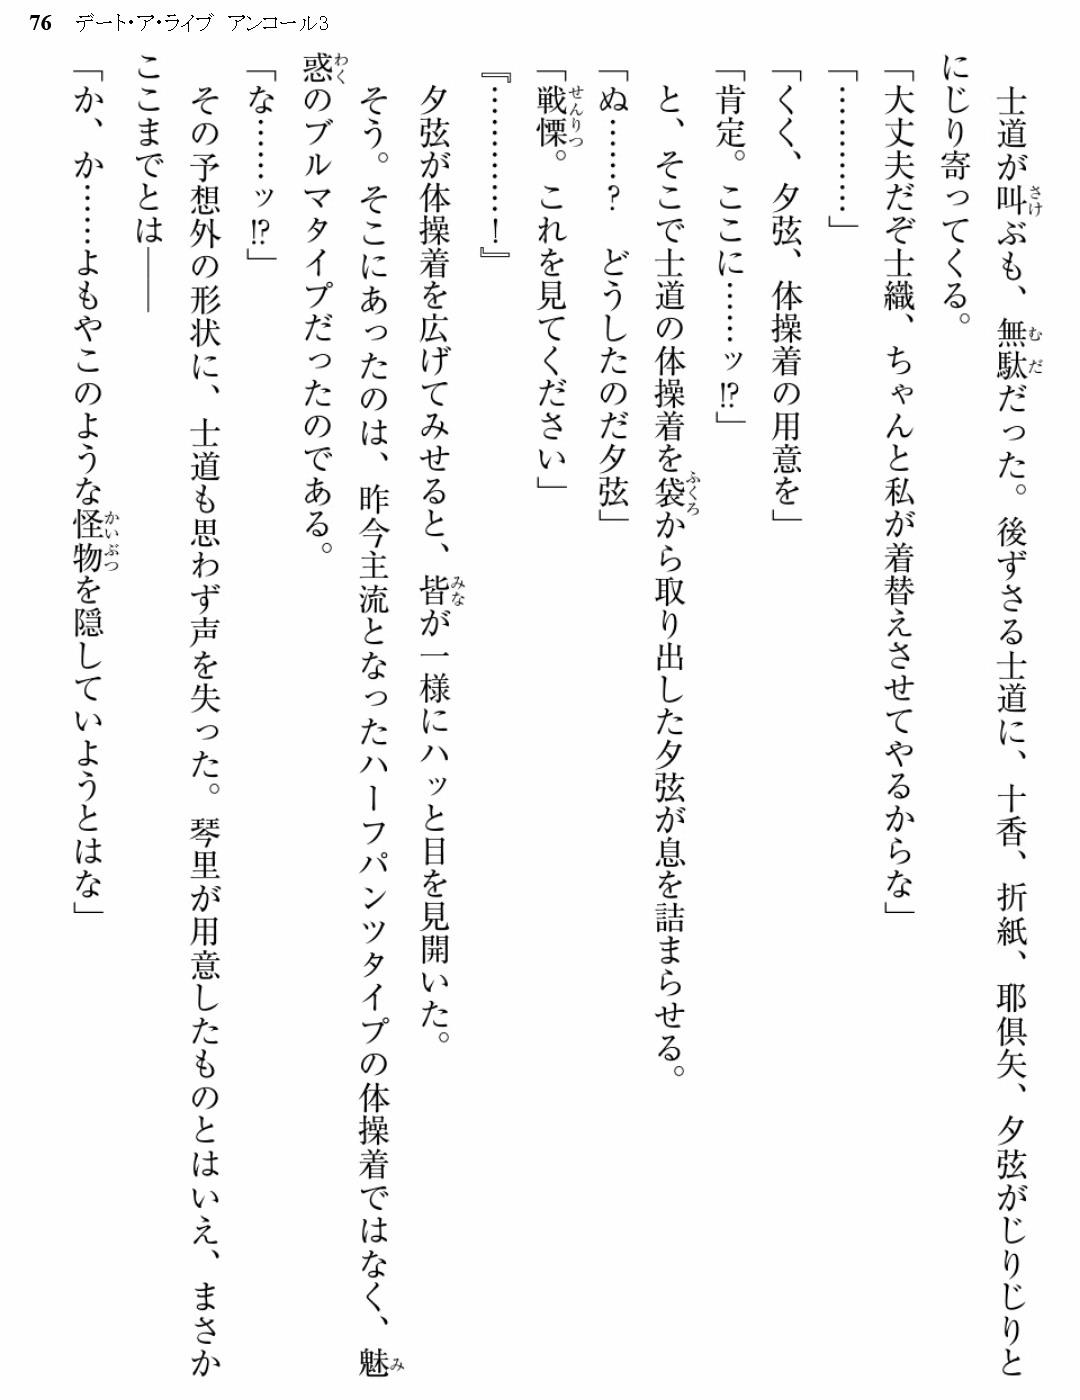 76 デート・ア・ライブ アンコール3
士道が叫ぶも、無駄だった。後ずさる士道に、十香、折紙、耶倶矢、夕弦がじりじりと
にじり寄ってくる。
「大丈夫だぞ士織、ちゃんと私が着替えさせてやるからな」
「…………」
「くく、夕弦、体操着の用意を」
「肯定。ここに……ッ!?」
と、そこで士道の体操着を袋から取り出した夕弦が息を詰まらせる。
「ぬ……? どうしたのだ夕弦」
「戦慄。これを見てください」
『…………!』
夕弦が体操着を広げてみせると、皆が一様にハッと目を見開いた。
そう。そこにあったのは、昨今主流となったハーフパンツタイプの体操着ではなく、魅
惑のブルマタイプだったのである。
「な……ッ!?」
その予想外の形状に、士道も思わず声を失った。琴里が用意したものとはいえ、まさか
ここまでとは――
「か、か……よもやこのような怪物を隠していようとはな」